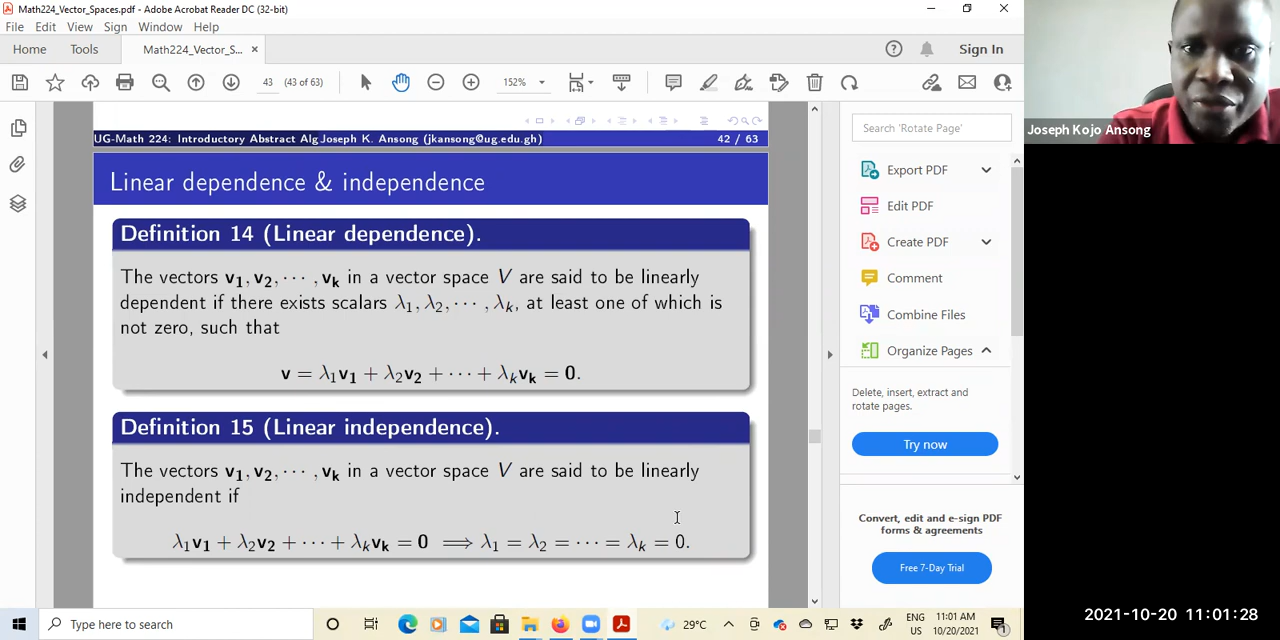 Math224_Vector_Spaces.pdf - Adobe Acrobat Reader DC (32-bit)
File Edit View Sign Window Help
Home Tools Math224_Vector_S... × Sign In
43 (43 of 63) 152%
UG-Math 224: Introductory Abstract Alg Joseph K. Ansong (jkansong@ug.edu.gh) 42 / 63
Linear dependence & independence
Definition 14 (Linear dependence).
The vectors v₁, v₂, ⋯ , vₖ in a vector space V are said to be linearly
dependent if there exists scalars λ₁, λ₂, ⋯ , λₖ, at least one of which is
not zero, such that
v = λ₁v₁ + λ₂v₂ + ⋯ + λₖvₖ = 0.
Definition 15 (Linear independence).
The vectors v₁, v₂, ⋯ , vₖ in a vector space V are said to be linearly
independent if
λ₁v₁ + λ₂v₂ + ⋯ + λₖvₖ = 0 ⟹ λ₁ = λ₂ = ⋯ = λₖ = 0.
Search 'Rotate Page'
Export PDF
Edit PDF
Create PDF
Comment
Combine Files
Organize Pages
Delete, insert, extract and
rotate pages.
Try now
Convert, edit and e-sign PDF
forms & agreements
Free 7-Day Trial
Joseph Kojo Ansong
Type here to search
29°C
ENG
US
11:01 AM
10/20/2021
1
2021-10-20 11:01:28